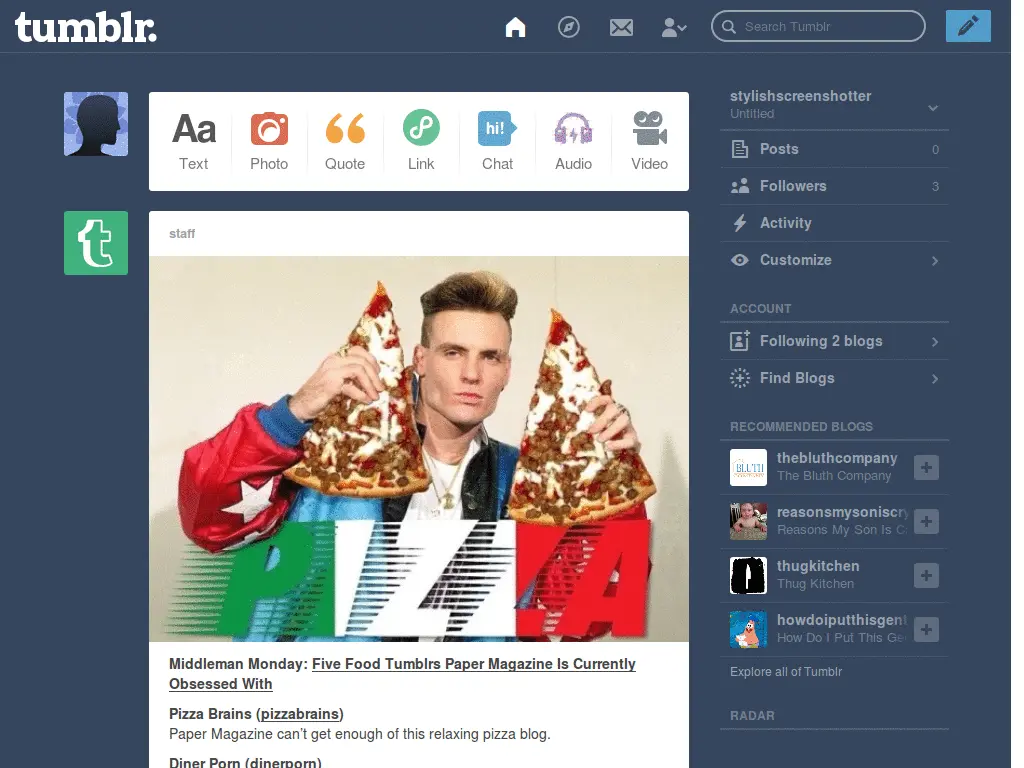 tumblr.
Search Tumblr
Aa
hi!
Text
Photo
Quote
Link
Chat
Audio
Video
t
staff
PIZZA
Middleman Monday: Five Food Tumblrs Paper Magazine Is Currently
Obsessed With
Pizza Brains (pizzabrains)
Paper Magazine can’t get enough of this relaxing pizza blog.
Diner Porn (dinerporn)
stylishscreenshotter
Untitled
Posts 0
Followers 3
Activity
Customize
ACCOUNT
Following 2 blogs
Find Blogs
RECOMMENDED BLOGS
BLUTH
thebluthcompany
The Bluth Company
reasonsmysoniscry
Reasons My Son Is C
thugkitchen
Thug Kitchen
howdoiputthisgent
How Do I Put This Ge
Explore all of Tumblr
RADAR